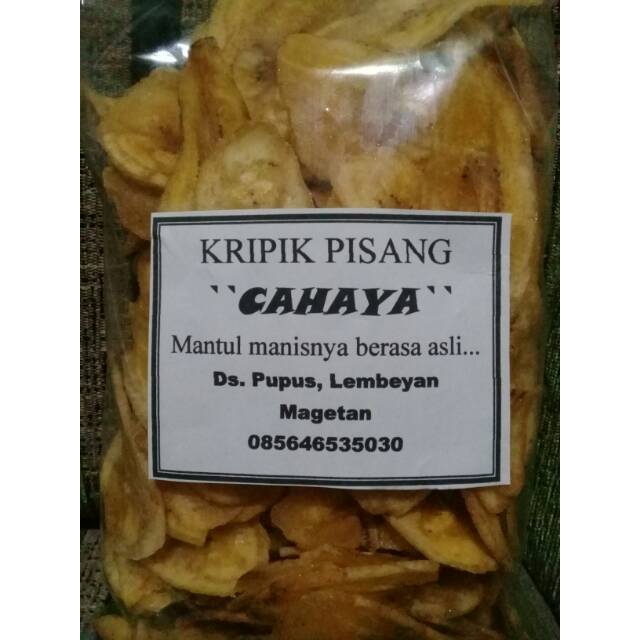 KRIPIK PISANG
``CAHAYA``
Mantul manisnya berasa asli...
Ds. Pupus, Lembeyan
Magetan
085646535030